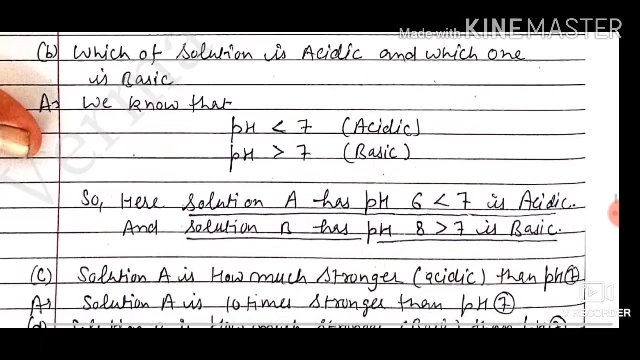 Made with KINEMASTER
(b) Which of Solution is Acidic and which one
is Basic
A> We know that
pH < 7 (Acidic)
pH > 7 (Basic)
So, Here Solution A has pH 6 < 7 is Acidic.
And Solution B has pH 8 > 7 is Basic.
(C) Solution A is How much Stronger (acidic) than pH 7
A> Solution A is 10 times Stronger than pH 7
RECORDER
Verma